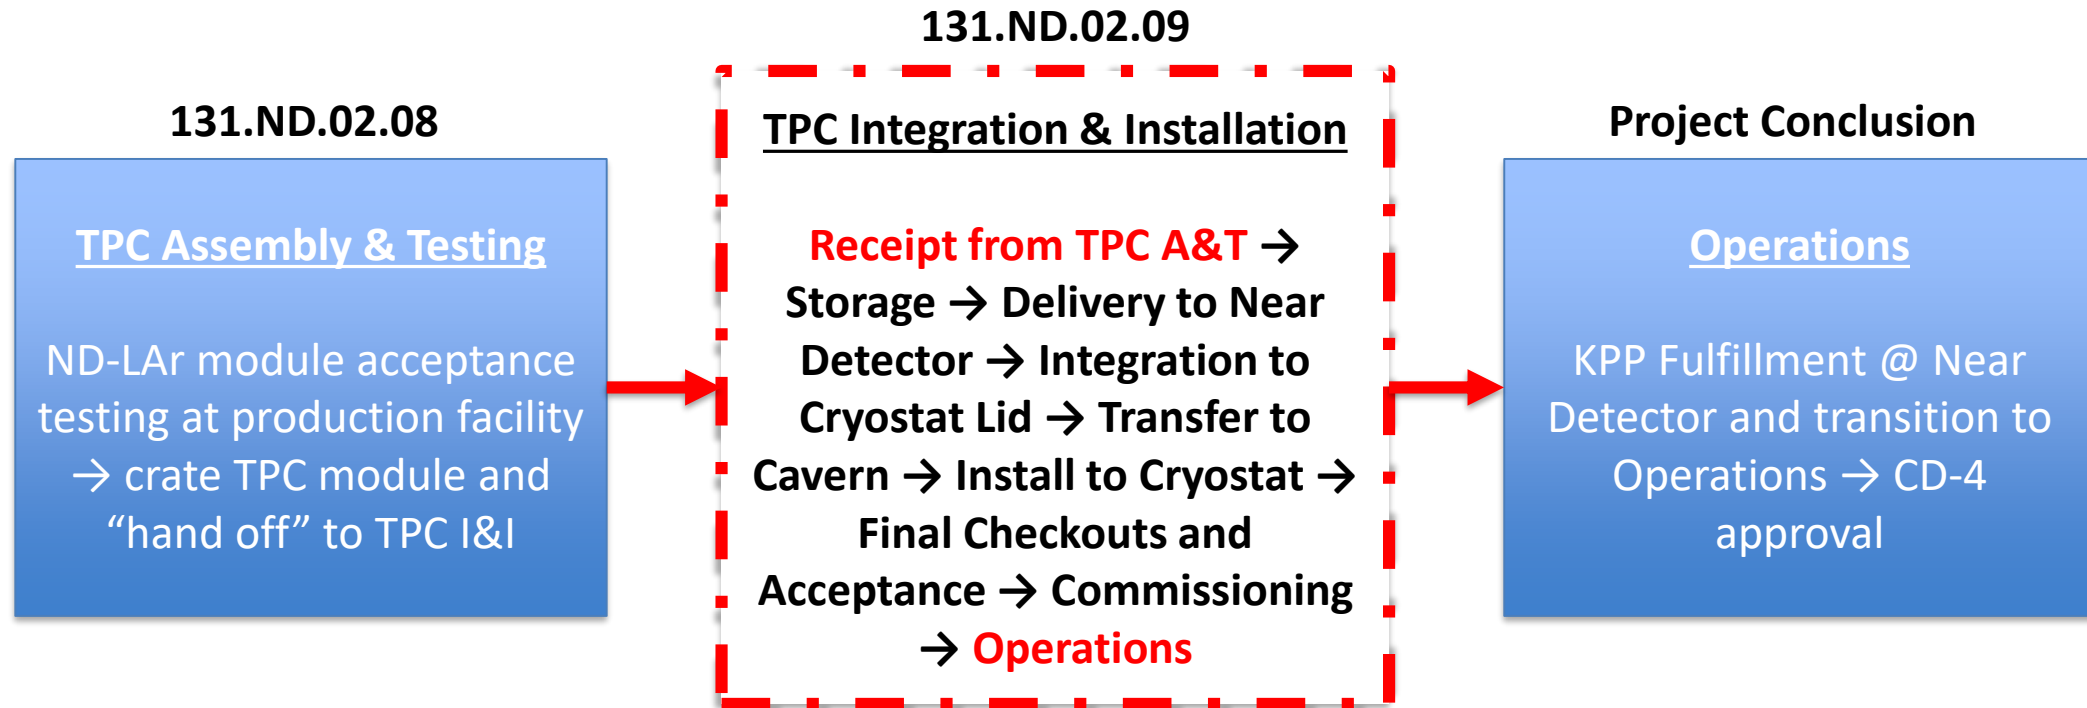 131.ND.02.08
TPC Assembly & Testing
ND-LAr module acceptance
testing at production facility
→ crate TPC module and
“hand off” to TPC I&I
131.ND.02.09
TPC Integration & Installation
Receipt from TPC A&T →
Storage → Delivery to Near
Detector → Integration to
Cryostat Lid → Transfer to
Cavern → Install to Cryostat →
Final Checkouts and
Acceptance → Commissioning
→ Operations
Project Conclusion
Operations
KPP Fulfillment @ Near
Detector and transition to
Operations → CD-4
approval